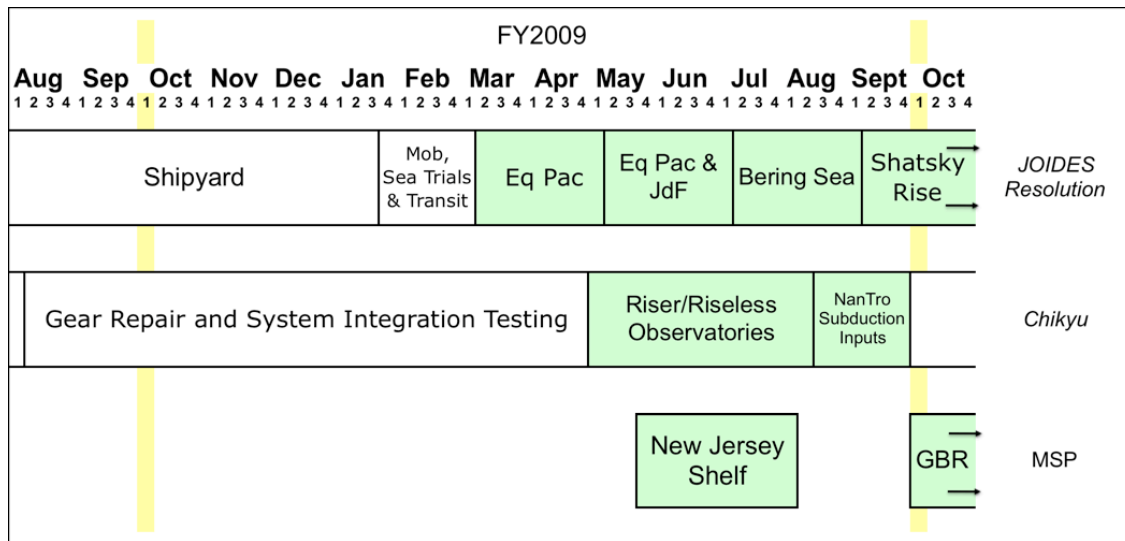 FY2009
Aug Sep Oct Nov Dec Jan Feb Mar Apr May Jun Jul Aug Sept Oct
1 2 3 4 1 2 3 4 1 2 3 4 1 2 3 4 1 2 3 4 1 2 3 4 1 2 3 4 1 2 3 4 1 2 3 4 1 2 3 4 1 2 3 4 1 2 3 4 1 2 3 4 1 2 3 4 1 2 3 4
Shipyard
Mob,
Sea Trials
& Transit
Eq Pac
Eq Pac &
JdF
Bering Sea
Shatsky
Rise
JOIDES
Resolution
Gear Repair and System Integration Testing
Riser/Riseless
Observatories
NanTro
Subduction
Inputs
Chikyu
New Jersey
Shelf
GBR
MSP